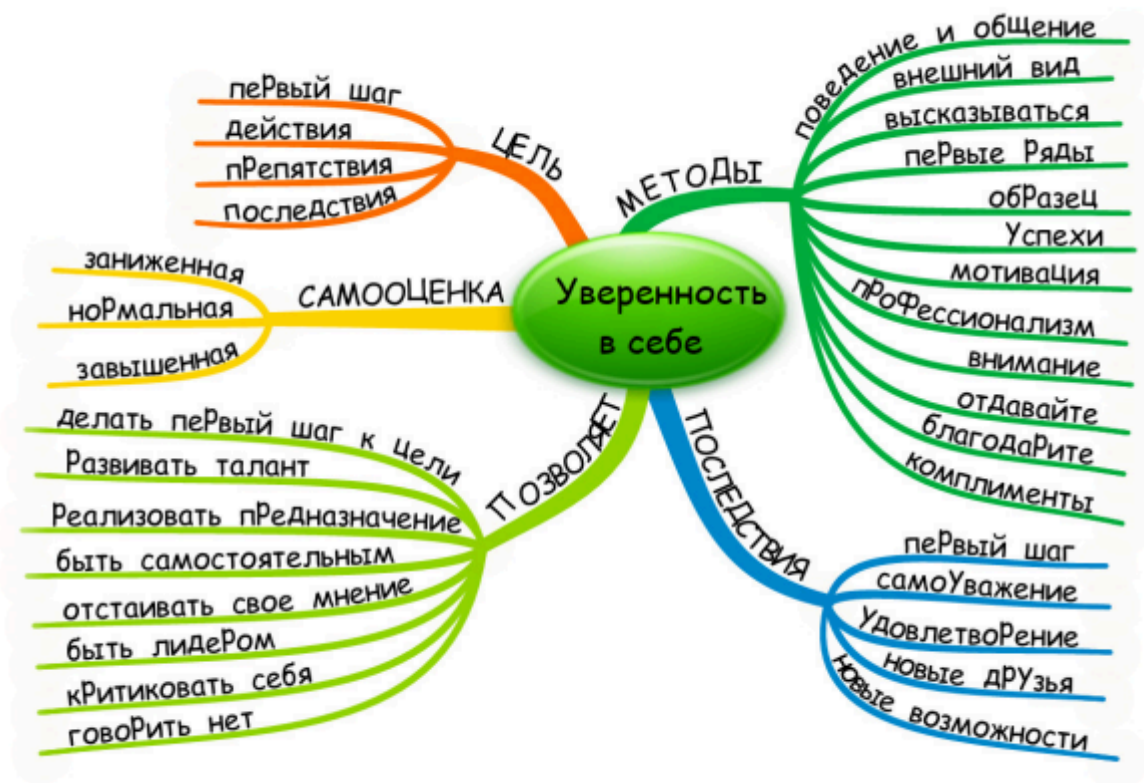 Уверенность
в себе
ЦЕЛЬ
пеРвый шаг
действия
пРепятствия
последствия
САМООЦЕНКА
заниженная
ноРмальная
завышенная
ПОЗВОЛЯЕТ
делать пеРвый шаг к цели
Развивать талант
Реализовать пРедназначение
быть самостоятельным
отстаивать свое мнение
быть лидеРом
кРитиковать себя
говоРить нет
МЕТОДЫ
поведение и общение
внешний вид
высказываться
пеРвые Ряды
обРазец
Успехи
мотивация
пРоФессионализм
внимание
отдавайте
благодаРите
комплименты
ПОСЛЕДСТВИЯ
пеРвый шаг
самоУважение
УдовлетвоРение
новые дРУзья
новые возможности